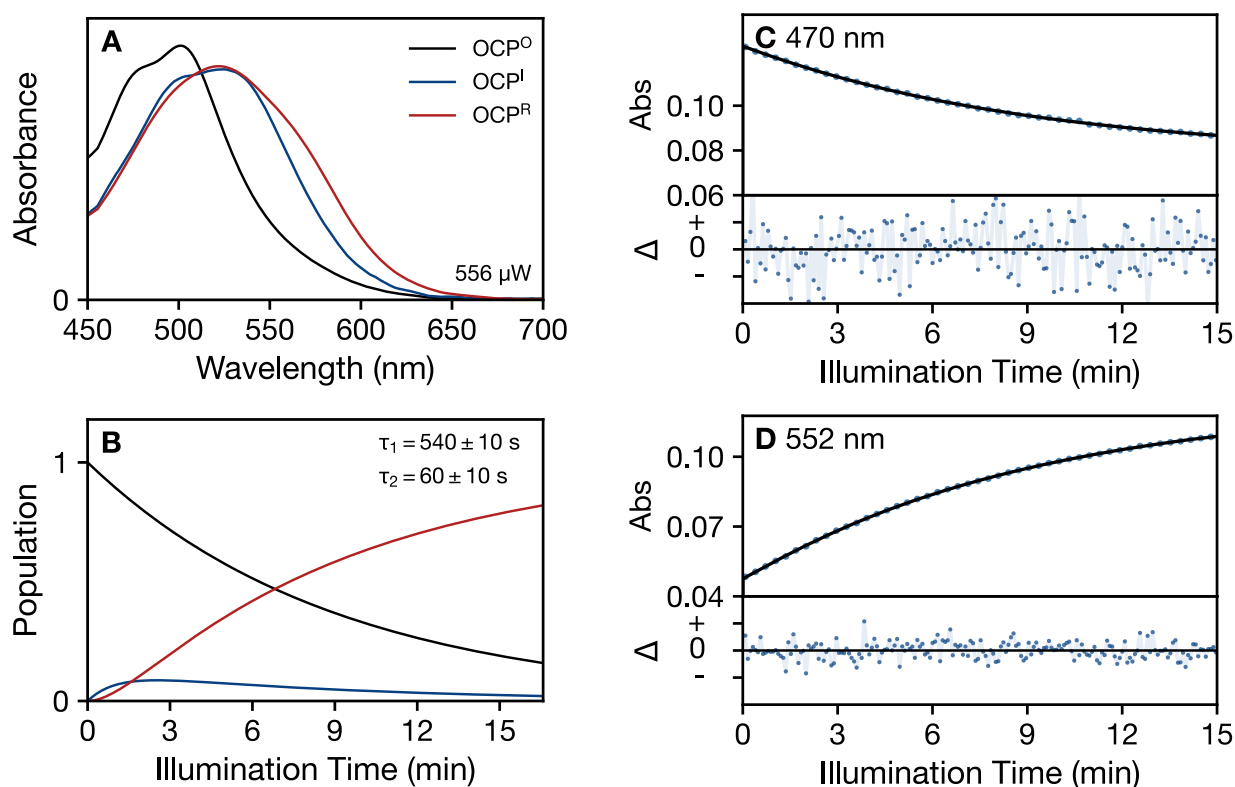 A
OCPᴼ
OCPᴵ
OCPᴿ
556 µW
Absorbance
0
450 500 550 600 650 700
Wavelength (nm)
B
τ₁ = 540 ± 10 s
τ₂ = 60 ± 10 s
Population
1
0
0 3 6 9 12 15
Illumination Time (min)
C 470 nm
Abs
0.10
0.08
0.06
Δ
+
0
-
0 3 6 9 12 15
Illumination Time (min)
D 552 nm
Abs
0.10
0.07
0.04
Δ
+
0
-
0 3 6 9 12 15
Illumination Time (min)